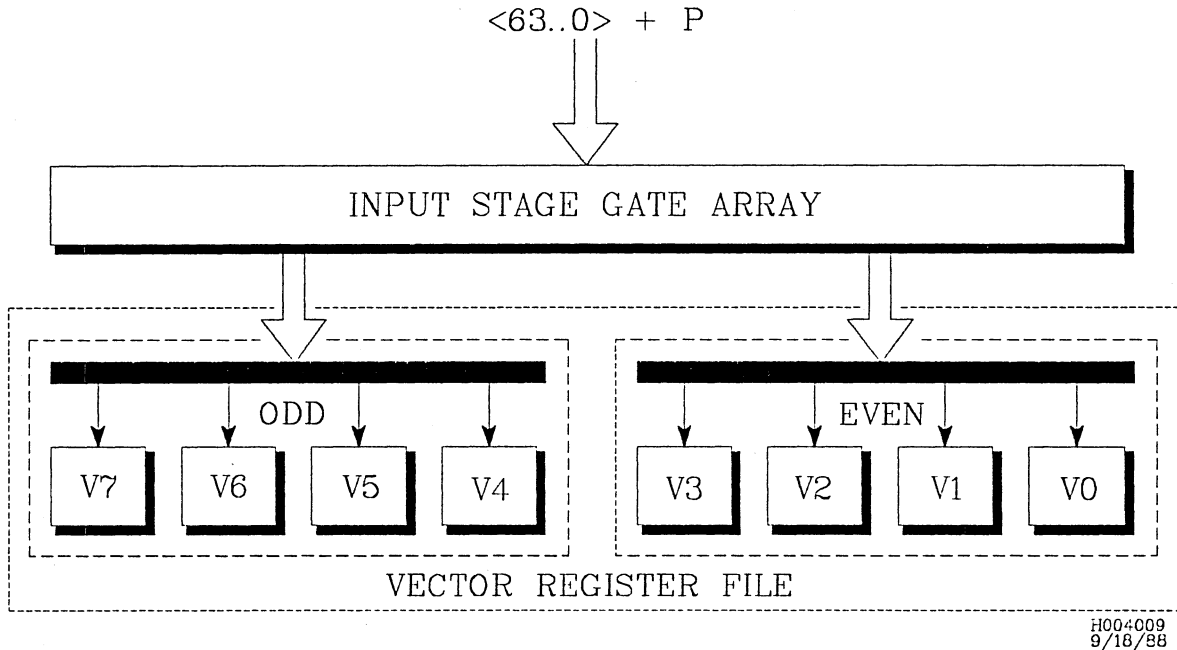 <63..0> + P
INPUT STAGE GATE ARRAY
ODD
EVEN
V7 V6 V5 V4 V3 V2 V1 V0
VECTOR REGISTER FILE
H004009
9/18/88